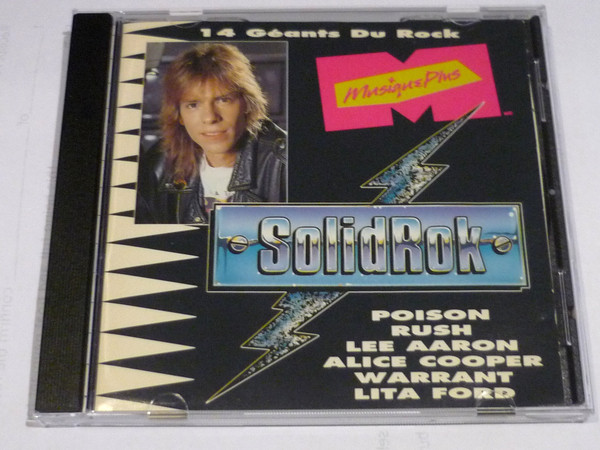 14 Géants Du Rock
MusiquePlus
SolidRok
POISON
RUSH
LEE AARON
ALICE COOPER
WARRANT
LITA FORD